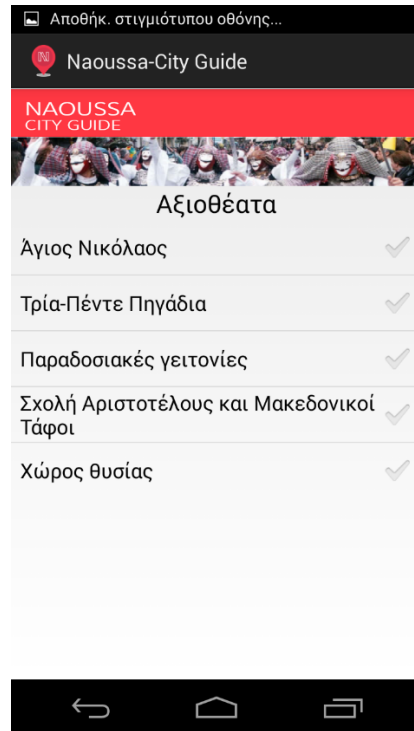 Αποθήκ. στιγμιότυπου οθόνης...
Naoussa-City Guide
NAOUSSA
CITY GUIDE
Αξιοθέατα
Άγιος Νικόλαος
Τρία-Πέντε Πηγάδια
Παραδοσιακές γειτονίες
Σχολή Αριστοτέλους και Μακεδονικοί
Τάφοι
Χώρος θυσίας